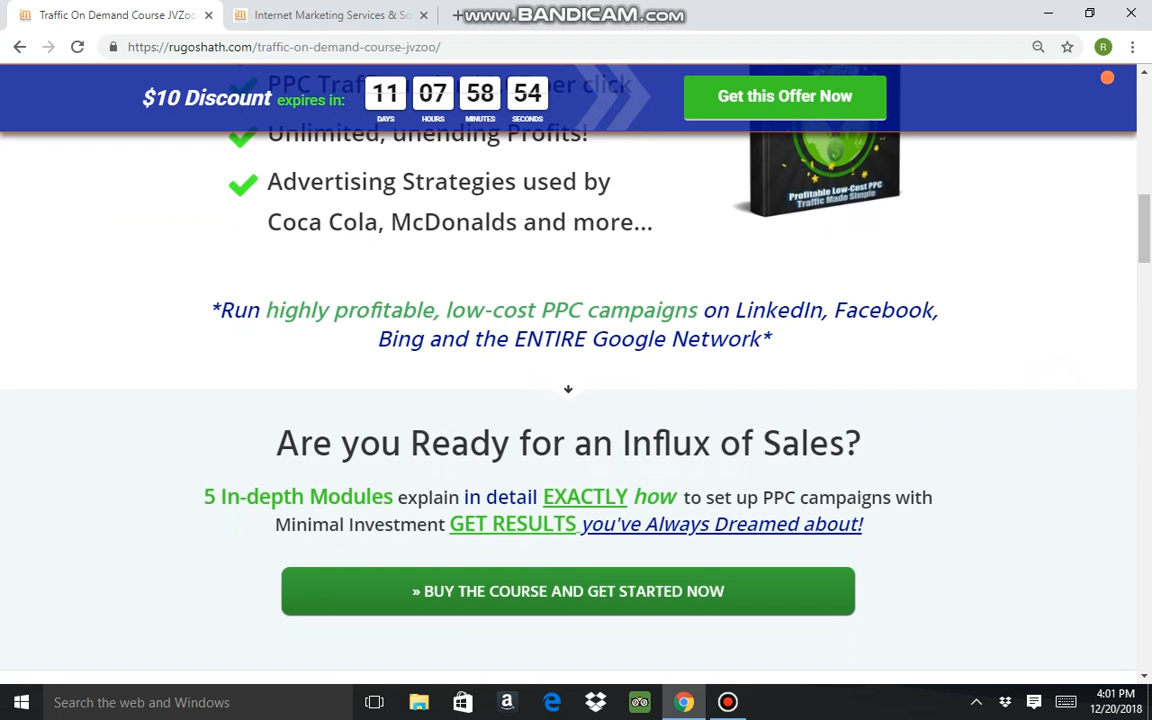 Traffic On Demand Course JVZoo
Internet Marketing Services & So
www.BANDICAM.com
https://rugoshath.com/traffic-on-demand-course-jvzoo/
R
$10 Discount expires in:
11 07 58 54
DAYS HOURS MINUTES SECONDS
Get this Offer Now
PPC Traffic per click
Unlimited, unending Profits!
Advertising Strategies used by
Coca Cola, McDonalds and more...
Profitable Low-Cost PPC
Traffic Made Simple
*Run highly profitable, low-cost PPC campaigns on LinkedIn, Facebook,
Bing and the ENTIRE Google Network*
Are you Ready for an Influx of Sales?
5 In-depth Modules explain in detail EXACTLY how to set up PPC campaigns with
Minimal Investment GET RESULTS you've Always Dreamed about!
» BUY THE COURSE AND GET STARTED NOW
Search the web and Windows
4:01 PM
12/20/2018